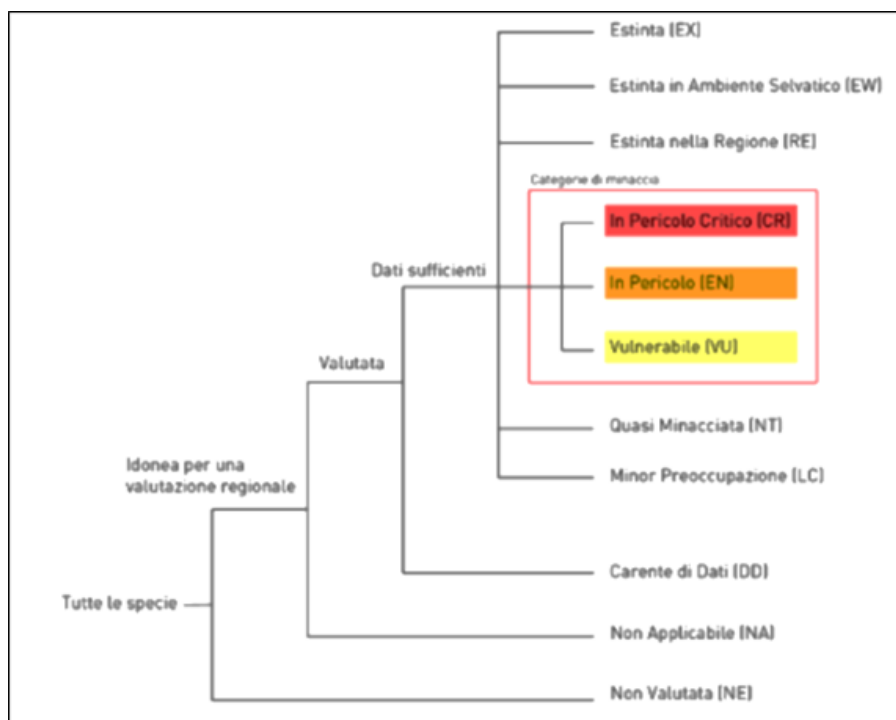 Estinta (EX)
Estinta in Ambiente Selvatico (EW)
Estinta nella Regione (RE)
Categorie di minaccia
In Pericolo Critico (CR)
Dati sufficienti
In Pericolo (EN)
Vulnerabile (VU)
Valutata
Quasi Minacciata (NT)
Idonea per una
valutazione regionale
Minor Preoccupazione (LC)
Carente di Dati (DD)
Tutte le specie
Non Applicabile (NA)
Non Valutata (NE)